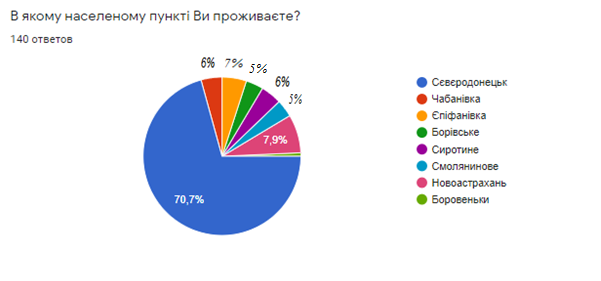 В якому населеному пункті Ви проживаєте?
140 ответов
6% 7% 5% 6% 5%
7,9%
70,7%
Сєвєродонецьк
Чабанівка
Єпіфанівка
Борівське
Сиротине
Смолянинове
Новоастрахань
Боровеньки